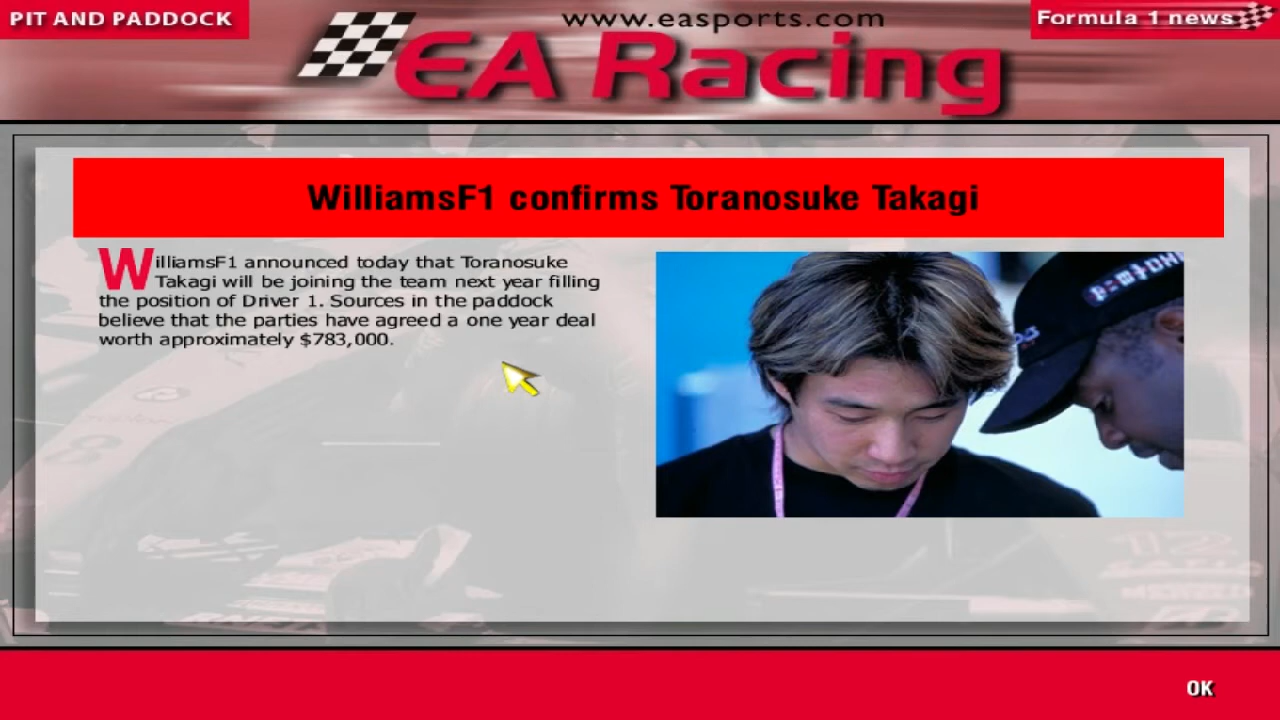 PIT AND PADDOCK
www.easports.com
Formula 1 news
EA Racing
WilliamsF1 confirms Toranosuke Takagi
WilliamsF1 announced today that Toranosuke
Takagi will be joining the team next year filling
the position of Driver 1. Sources in the paddock
believe that the parties have agreed a one year deal
worth approximately $783,000.
OK